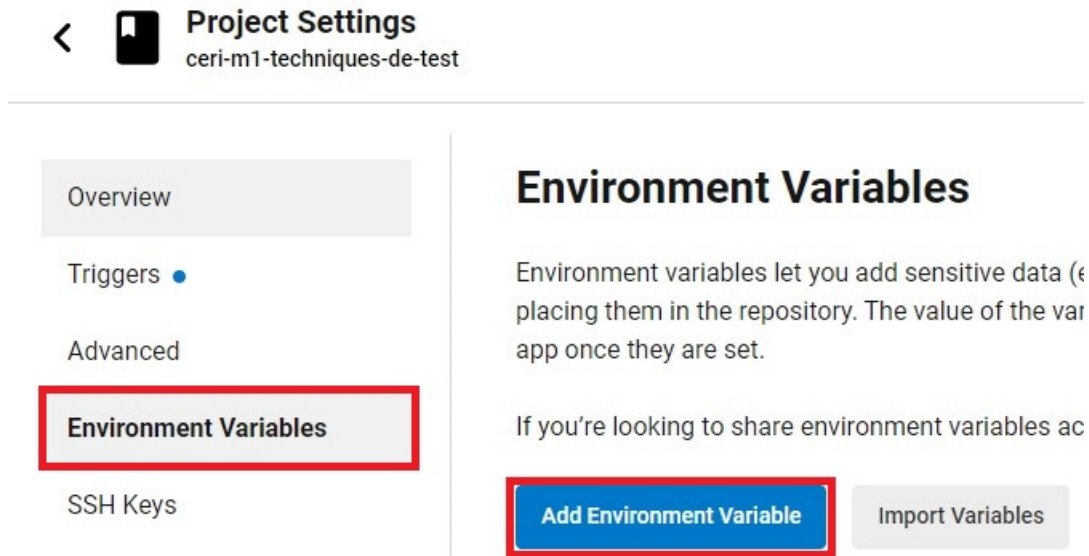 Project Settings
ceri-m1-techniques-de-test
Overview
Triggers
Advanced
Environment Variables
SSH Keys
Environment Variables
Environment variables let you add sensitive data (e
placing them in the repository. The value of the var
app once they are set.
If you're looking to share environment variables ac
Add Environment Variable
Import Variables